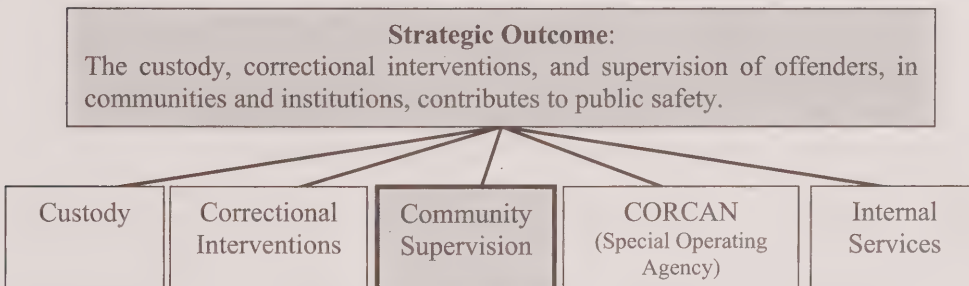 Strategic Outcome:
The custody, correctional interventions, and supervision of offenders, in
communities and institutions, contributes to public safety.
Custody
Correctional
Interventions
Community
Supervision
CORCAN
(Special Operating
Agency)
Internal
Services